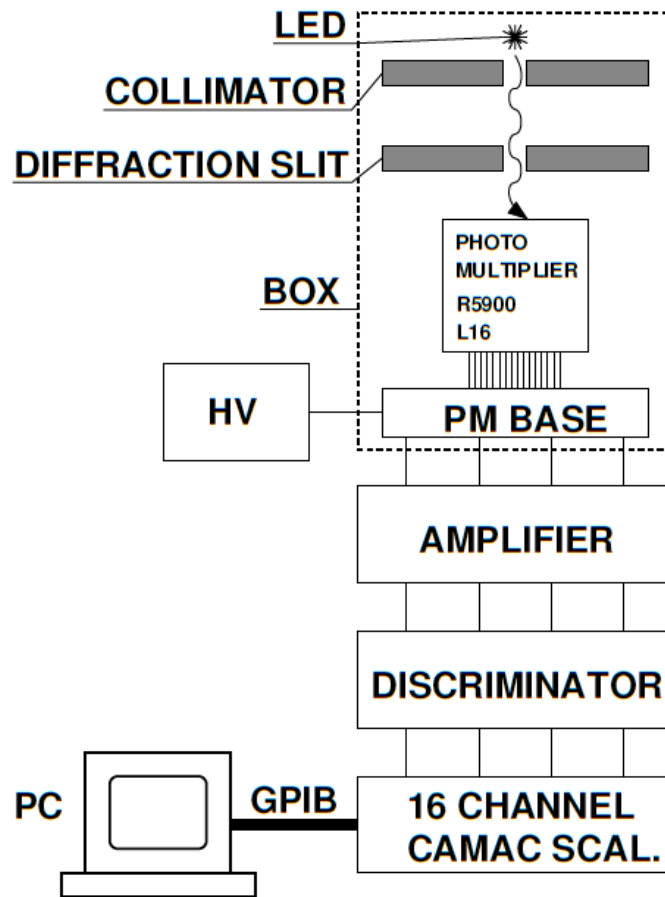 LED
COLLIMATOR
DIFFRACTION SLIT
PHOTO
MULTIPLIER
R5900
L16
BOX
HV
PM BASE
AMPLIFIER
DISCRIMINATOR
PC
GPIB
16 CHANNEL
CAMAC SCAL.